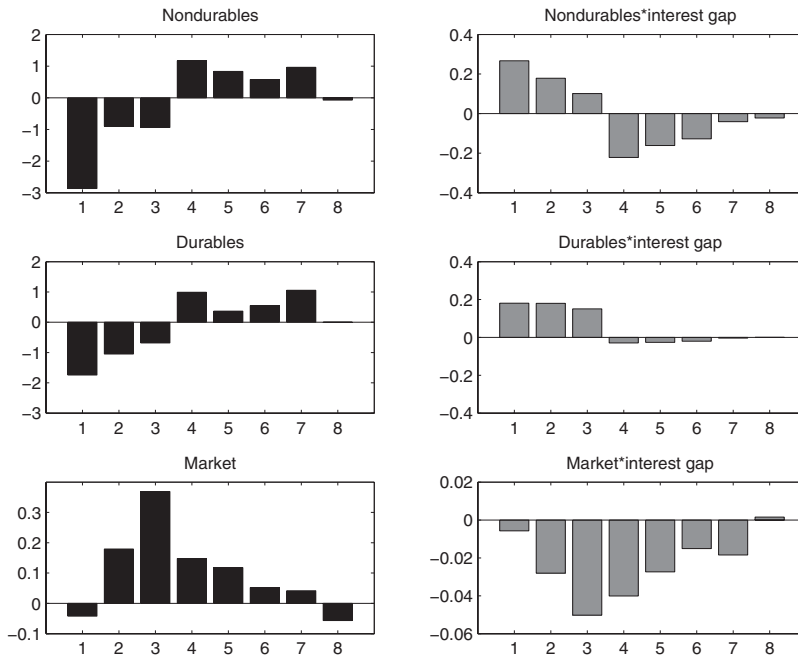 Nondurables
2
1
0
−1
−2
−3
1 2 3 4 5 6 7 8
Nondurables*interest gap
0.4
0.2
0
−0.2
−0.4
1 2 3 4 5 6 7 8
Durables
2
1
0
−1
−2
−3
1 2 3 4 5 6 7 8
Durables*interest gap
0.4
0.2
0
−0.2
−0.4
1 2 3 4 5 6 7 8
Market
0.3
0.2
0.1
0
−0.1
1 2 3 4 5 6 7 8
Market*interest gap
0.02
0
−0.02
−0.04
−0.06
1 2 3 4 5 6 7 8